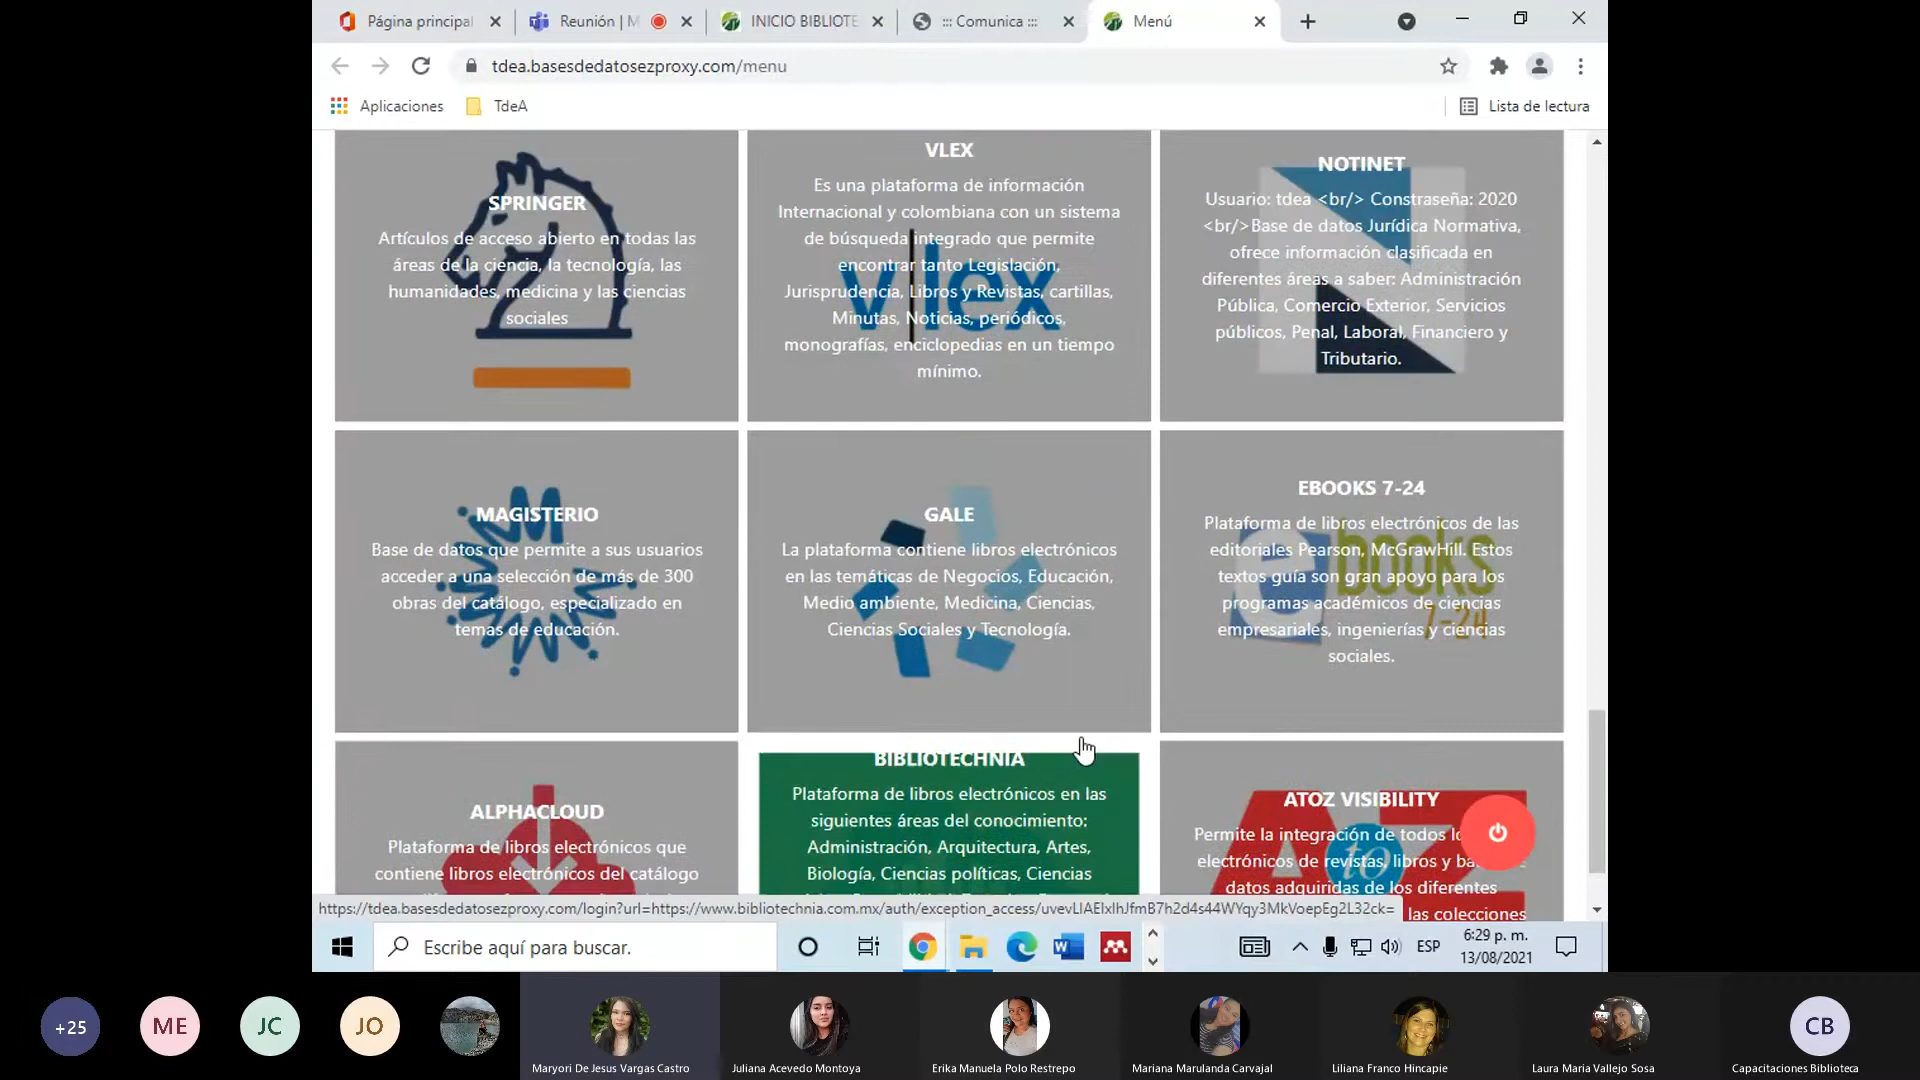 Página principal
Reunión | M
INICIO BIBLIOTE
::: Comunica :::
Menú
tdea.basesdedatosezproxy.com/menu
Aplicaciones
TdeA
Lista de lectura
SPRINGER
Artículos de acceso abierto en todas las
áreas de la ciencia, la tecnología, las
humanidades, medicina y las ciencias
sociales
VLEX
Es una plataforma de información
Internacional y colombiana con un sistema
de búsqueda integrado que permite
encontrar tanto Legislación,
Jurisprudencia, Libros y Revistas, cartillas,
Minutas, Noticias, periódicos,
monografías, enciclopedias en un tiempo
mínimo.
vlex
NOTINET
Usuario: tdea <br/> Constraseña: 2020
<br/>Base de datos Jurídica Normativa,
ofrece información clasificada en
diferentes áreas a saber: Administración
Pública, Comercio Exterior, Servicios
públicos, Penal, Laboral, Financiero y
Tributario.
MAGISTERIO
Base de datos que permite a sus usuarios
acceder a una selección de más de 300
obras del catálogo, especializado en
temas de educación.
GALE
La plataforma contiene libros electrónicos
en las temáticas de Negocios, Educación,
Medio ambiente, Medicina, Ciencias,
Ciencias Sociales y Tecnología.
EBOOKS 7-24
Plataforma de libros electrónicos de las
editoriales Pearson, McGrawHill. Estos
textos guía son gran apoyo para los
programas académicos de ciencias
empresariales, ingenierías y ciencias
sociales.
e books
7-24
ALPHACLOUD
Plataforma de libros electrónicos que
contiene libros electrónicos del catálogo
BIBLIOTECHNIA
Plataforma de libros electrónicos en las
siguientes áreas del conocimiento:
Administración, Arquitectura, Artes,
Biología, Ciencias políticas, Ciencias
ATOZ VISIBILITY
Permite la integración de todos
electrónicos de revistas, libros y
datos adquiridas de los diferentes
las colecciones
A to Z
https://tdea.basesdedatosezproxy.com/login?url=https://www.bibliotechnia.com.mx/auth/exception_access/uvevLIAEIxIhJfmB7h2d4s44WYqy3MkVoepEg2L32ck=
Escribe aquí para buscar.
ESP
6:29 p. m.
13/08/2021
+25
ME
JC
JO
CB
Maryori De Jesus Vargas Castro
Juliana Acevedo Montoya
Erika Manuela Polo Restrepo
Mariana Marulanda Carvajal
Liliana Franco Hincapie
Laura Maria Vallejo Sosa
Capacitaciones Biblioteca